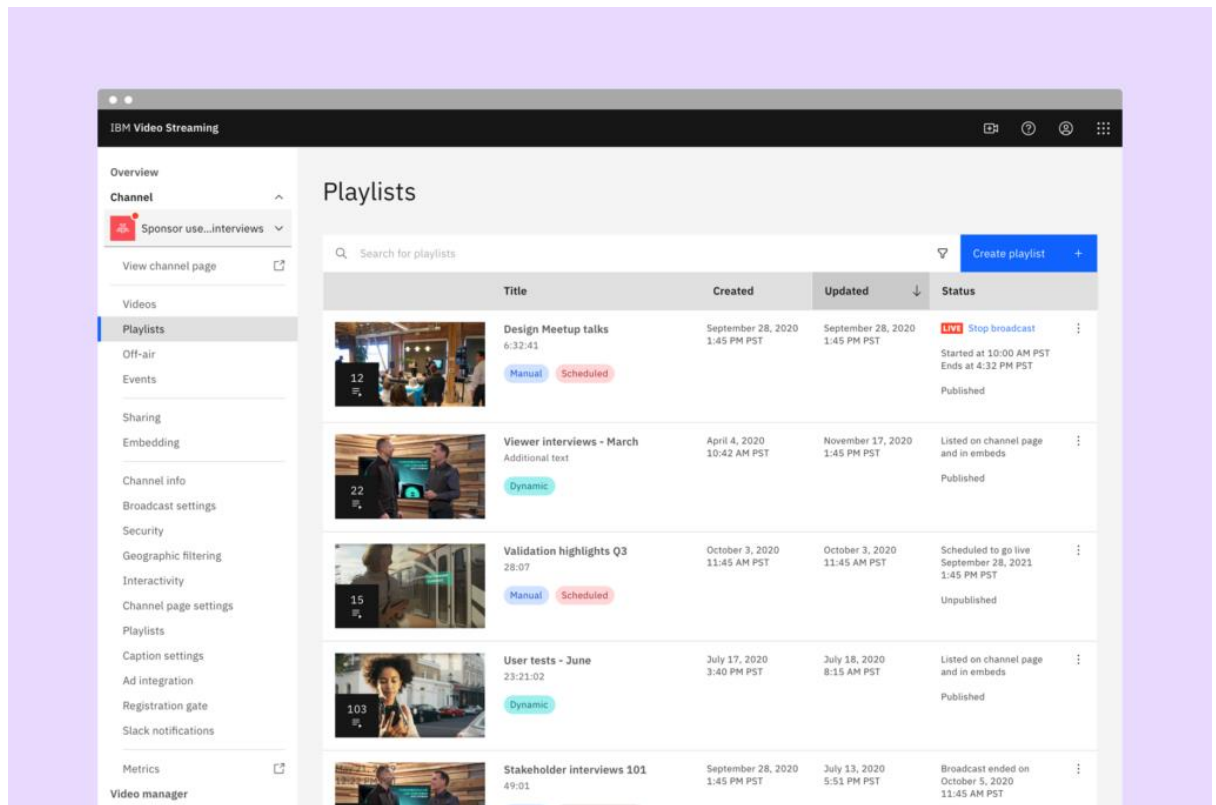 IBM Video Streaming
Overview
Channel
Sponsor use...interviews
View channel page
Videos
Playlists
Off-air
Events
Sharing
Embedding
Channel info
Broadcast settings
Security
Geographic filtering
Interactivity
Channel page settings
Playlists
Caption settings
Ad integration
Registration gate
Slack notifications
Metrics
Video manager
Playlists
Search for playlists
Create playlist +
Title Created Updated Status
12
Design Meetup talks
6:32:41
Manual Scheduled
September 28, 2020
1:45 PM PST
September 28, 2020
1:45 PM PST
LIVE Stop broadcast
Started at 10:00 AM PST
Ends at 4:32 PM PST
Published
22
Viewer interviews - March
Additional text
Dynamic
April 4, 2020
10:42 AM PST
November 17, 2020
1:45 PM PST
Listed on channel page
and in embeds
Published
15
Validation highlights Q3
28:07
Manual Scheduled
October 3, 2020
11:45 AM PST
October 3, 2020
11:45 AM PST
Scheduled to go live
September 28, 2021
1:45 PM PST
Unpublished
103
User tests - June
23:21:02
Dynamic
July 17, 2020
3:40 PM PST
July 18, 2020
8:15 AM PST
Listed on channel page
and in embeds
Published
Stakeholder interviews 101
49:01
September 28, 2020
1:45 PM PST
July 13, 2020
5:51 PM PST
Broadcast ended on
October 5, 2020
11:45 AM PST